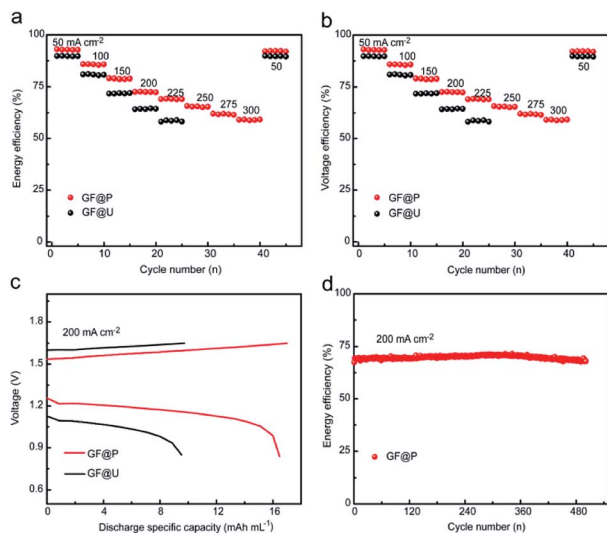 a
Energy efficiency (%)
100
75
50
25
0
50 mA cm-2
100
150
200
225
250
275
300
50
GF@P
GF@U
0
10
20
30
40
Cycle number (n)
b
Voltage efficiency (%)
100
75
50
25
0
50 mA cm-2
100
150
200
225
250
275
300
50
GF@P
GF@U
0
10
20
30
40
Cycle number (n)
c
Voltage (V)
1.8
1.5
1.2
0.9
0.6
200 mA cm-2
GF@P
GF@U
0
4
8
12
16
Discharge specific capacity (mAh mL-1)
d
Energy efficiency (%)
100
75
50
25
0
200 mA cm-2
GF@P
0
120
240
360
480
Cycle number (n)